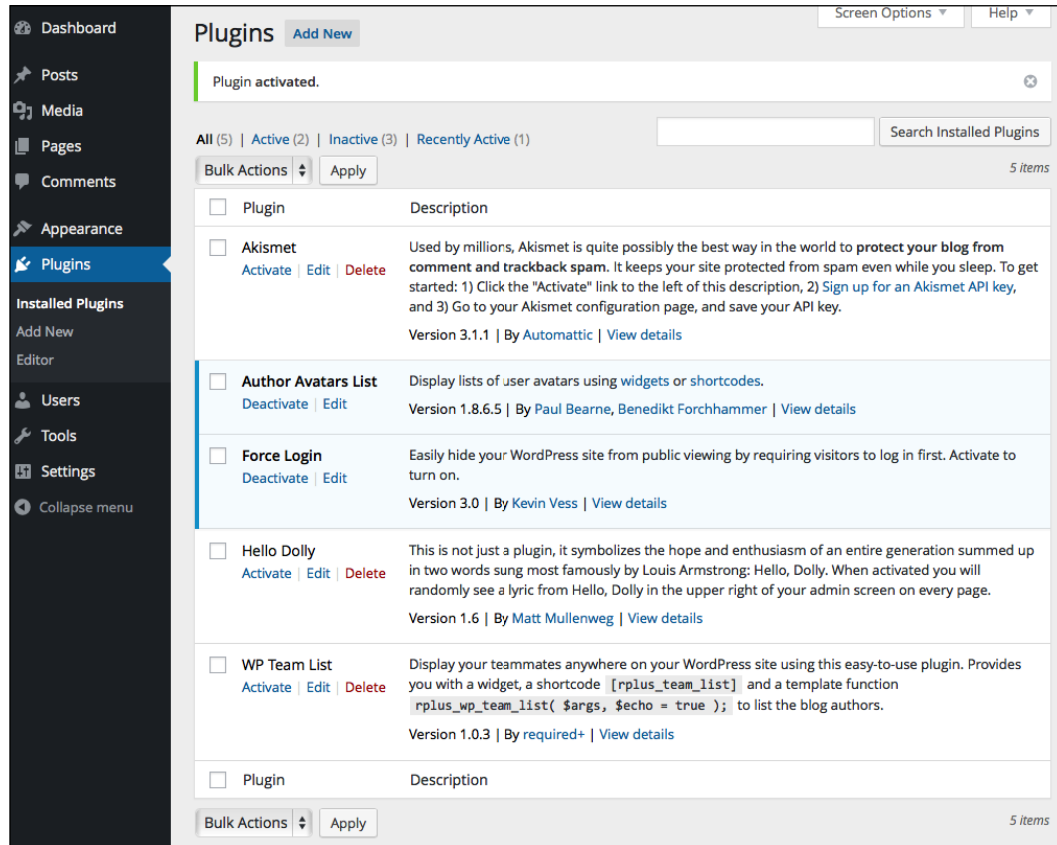 Dashboard
Posts
Media
Pages
Comments
Appearance
Plugins
Installed Plugins
Add New
Editor
Users
Tools
Settings
Collapse menu
Screen Options
Help
Plugins Add New
Plugin activated.
All (5) | Active (2) | Inactive (3) | Recently Active (1)
Search Installed Plugins
Bulk Actions Apply
5 items
Plugin Description
Akismet
Activate | Edit | Delete
Used by millions, Akismet is quite possibly the best way in the world to protect your blog from
comment and trackback spam. It keeps your site protected from spam even while you sleep. To get
started: 1) Click the "Activate" link to the left of this description, 2) Sign up for an Akismet API key,
and 3) Go to your Akismet configuration page, and save your API key.
Version 3.1.1 | By Automattic | View details
Author Avatars List
Deactivate | Edit
Display lists of user avatars using widgets or shortcodes.
Version 1.8.6.5 | By Paul Bearne, Benedikt Forchhammer | View details
Force Login
Deactivate | Edit
Easily hide your WordPress site from public viewing by requiring visitors to log in first. Activate to
turn on.
Version 3.0 | By Kevin Vess | View details
Hello Dolly
Activate | Edit | Delete
This is not just a plugin, it symbolizes the hope and enthusiasm of an entire generation summed up
in two words sung most famously by Louis Armstrong: Hello, Dolly. When activated you will
randomly see a lyric from Hello, Dolly in the upper right of your admin screen on every page.
Version 1.6 | By Matt Mullenweg | View details
WP Team List
Activate | Edit | Delete
Display your teammates anywhere on your WordPress site using this easy-to-use plugin. Provides
you with a widget, a shortcode [rplus_team_list] and a template function
rplus_wp_team_list( $args, $echo = true ); to list the blog authors.
Version 1.0.3 | By required+ | View details
Plugin Description
Bulk Actions Apply
5 items